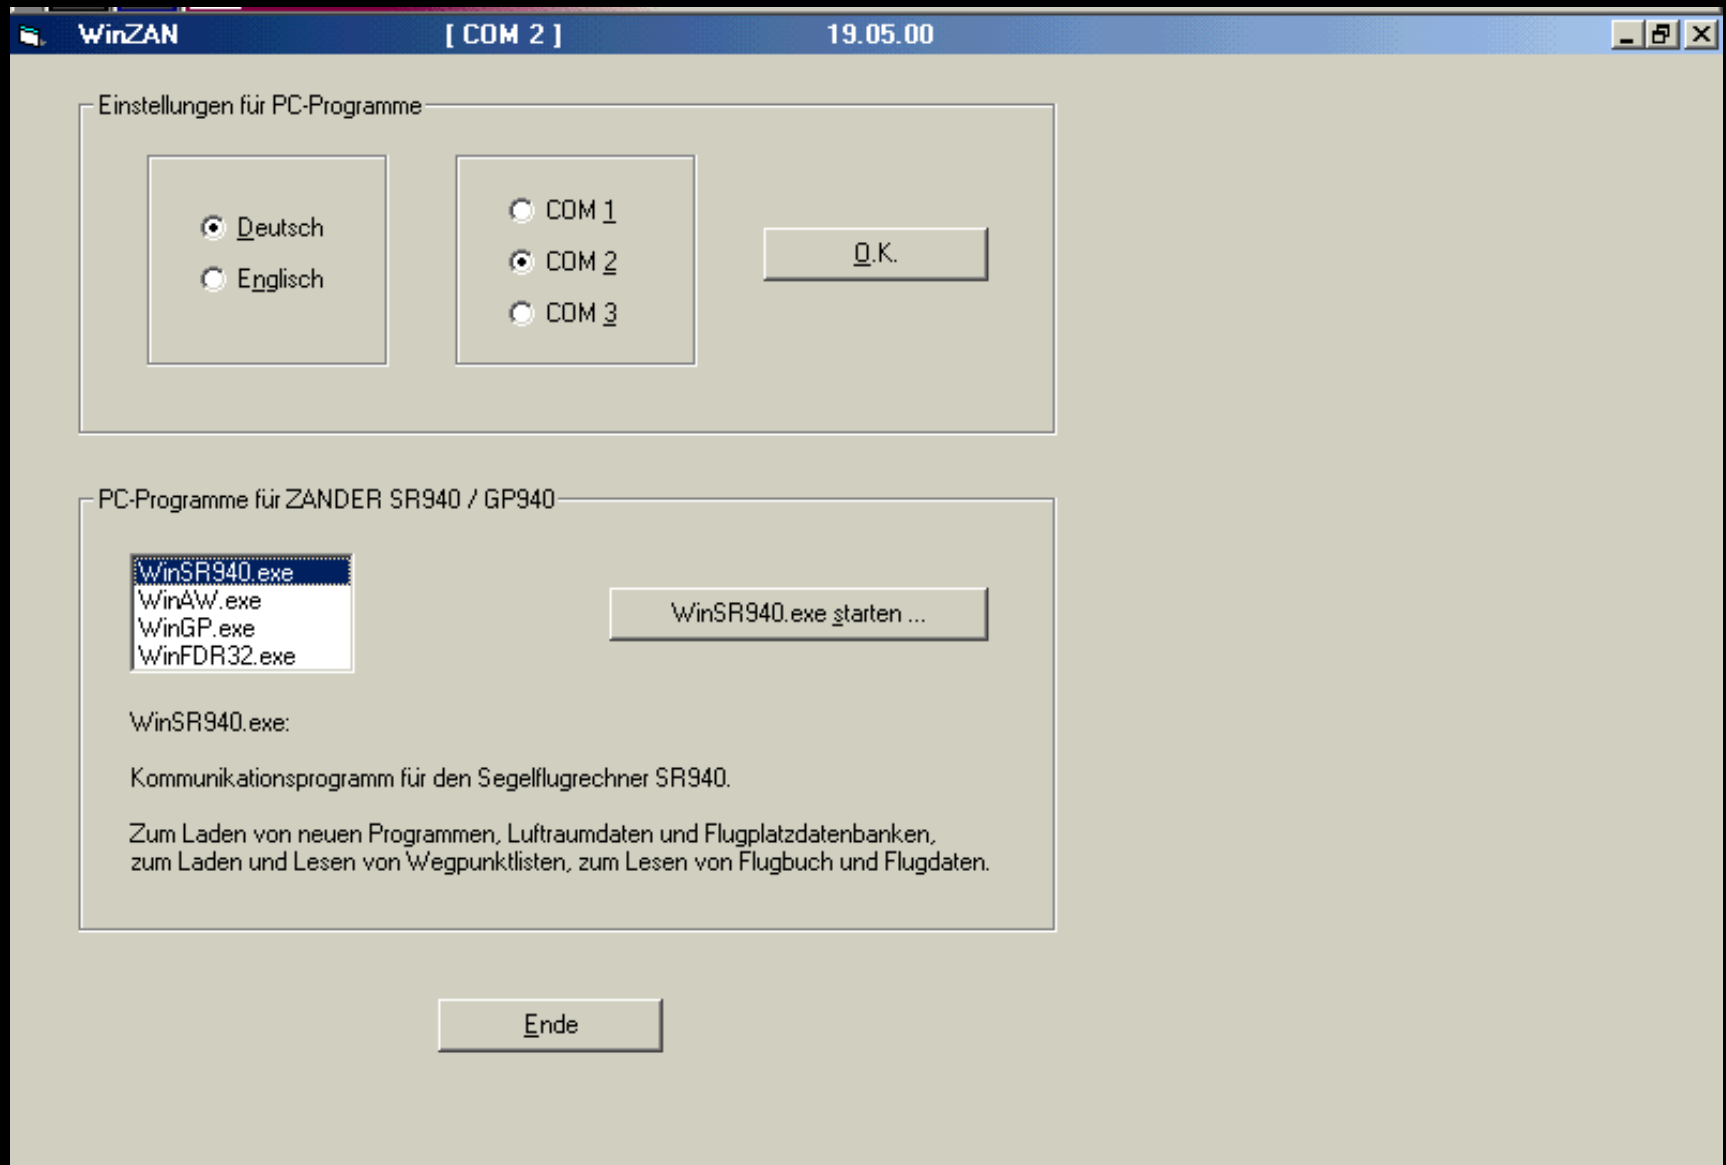 WinZAN [ COM 2 ] 19.05.00
Einstellungen für PC-Programme
Deutsch
Englisch
COM 1
COM 2
COM 3
O.K.
PC-Programme für ZANDER SR940 / GP940
WinSR940.exe
WinAW.exe
WinGP.exe
WinFDR32.exe
WinSR940.exe starten ...
WinSR940.exe:
Kommunikationsprogramm für den Segelflugrechner SR940.
Zum Laden von neuen Programmen, Luftraumdaten und Flugplatzdatenbanken,
zum Laden und Lesen von Wegpunktlisten, zum Lesen von Flugbuch und Flugdaten.
Ende